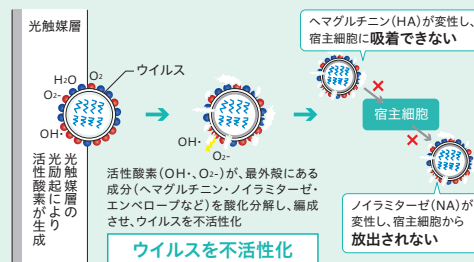 光触媒層
H₂O
O₂
O₂-
OH・
ウイルス
光触媒層の
光励起により
活性酸素が生成
OH・
O₂-
活性酸素(OH・、O₂-)が、最外殻にある
成分(ヘマグルチニン・ノイラミターゼ・
エンベロープなど)を酸化分解し、編成
させ、ウイルスを不活性化
ウイルスを不活性化
ヘマグルチニン(HA)が変性し、
宿主細胞に吸着できない
宿主細胞
ノイラミターゼ(NA)が
変性し、宿主細胞から
放出されない